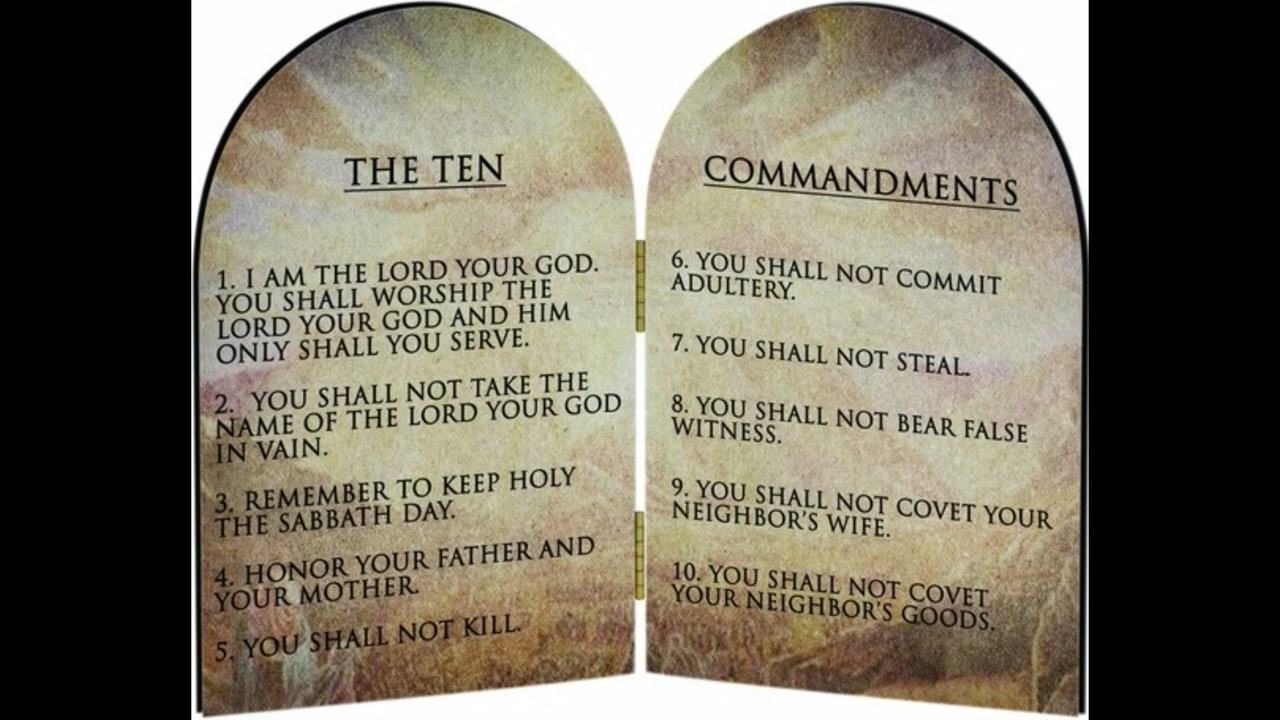 THE TEN
1. I AM THE LORD YOUR GOD.
YOU SHALL WORSHIP THE
LORD YOUR GOD AND HIM
ONLY SHALL YOU SERVE.
2. YOU SHALL NOT TAKE THE
NAME OF THE LORD YOUR GOD
IN VAIN.
3. REMEMBER TO KEEP HOLY
THE SABBATH DAY.
4. HONOR YOUR FATHER AND
YOUR MOTHER.
5. YOU SHALL NOT KILL.
COMMANDMENTS
6. YOU SHALL NOT COMMIT
ADULTERY.
7. YOU SHALL NOT STEAL.
8. YOU SHALL NOT BEAR FALSE
WITNESS.
9. YOU SHALL NOT COVET YOUR
NEIGHBOR'S WIFE.
10. YOU SHALL NOT COVET
YOUR NEIGHBOR'S GOODS.